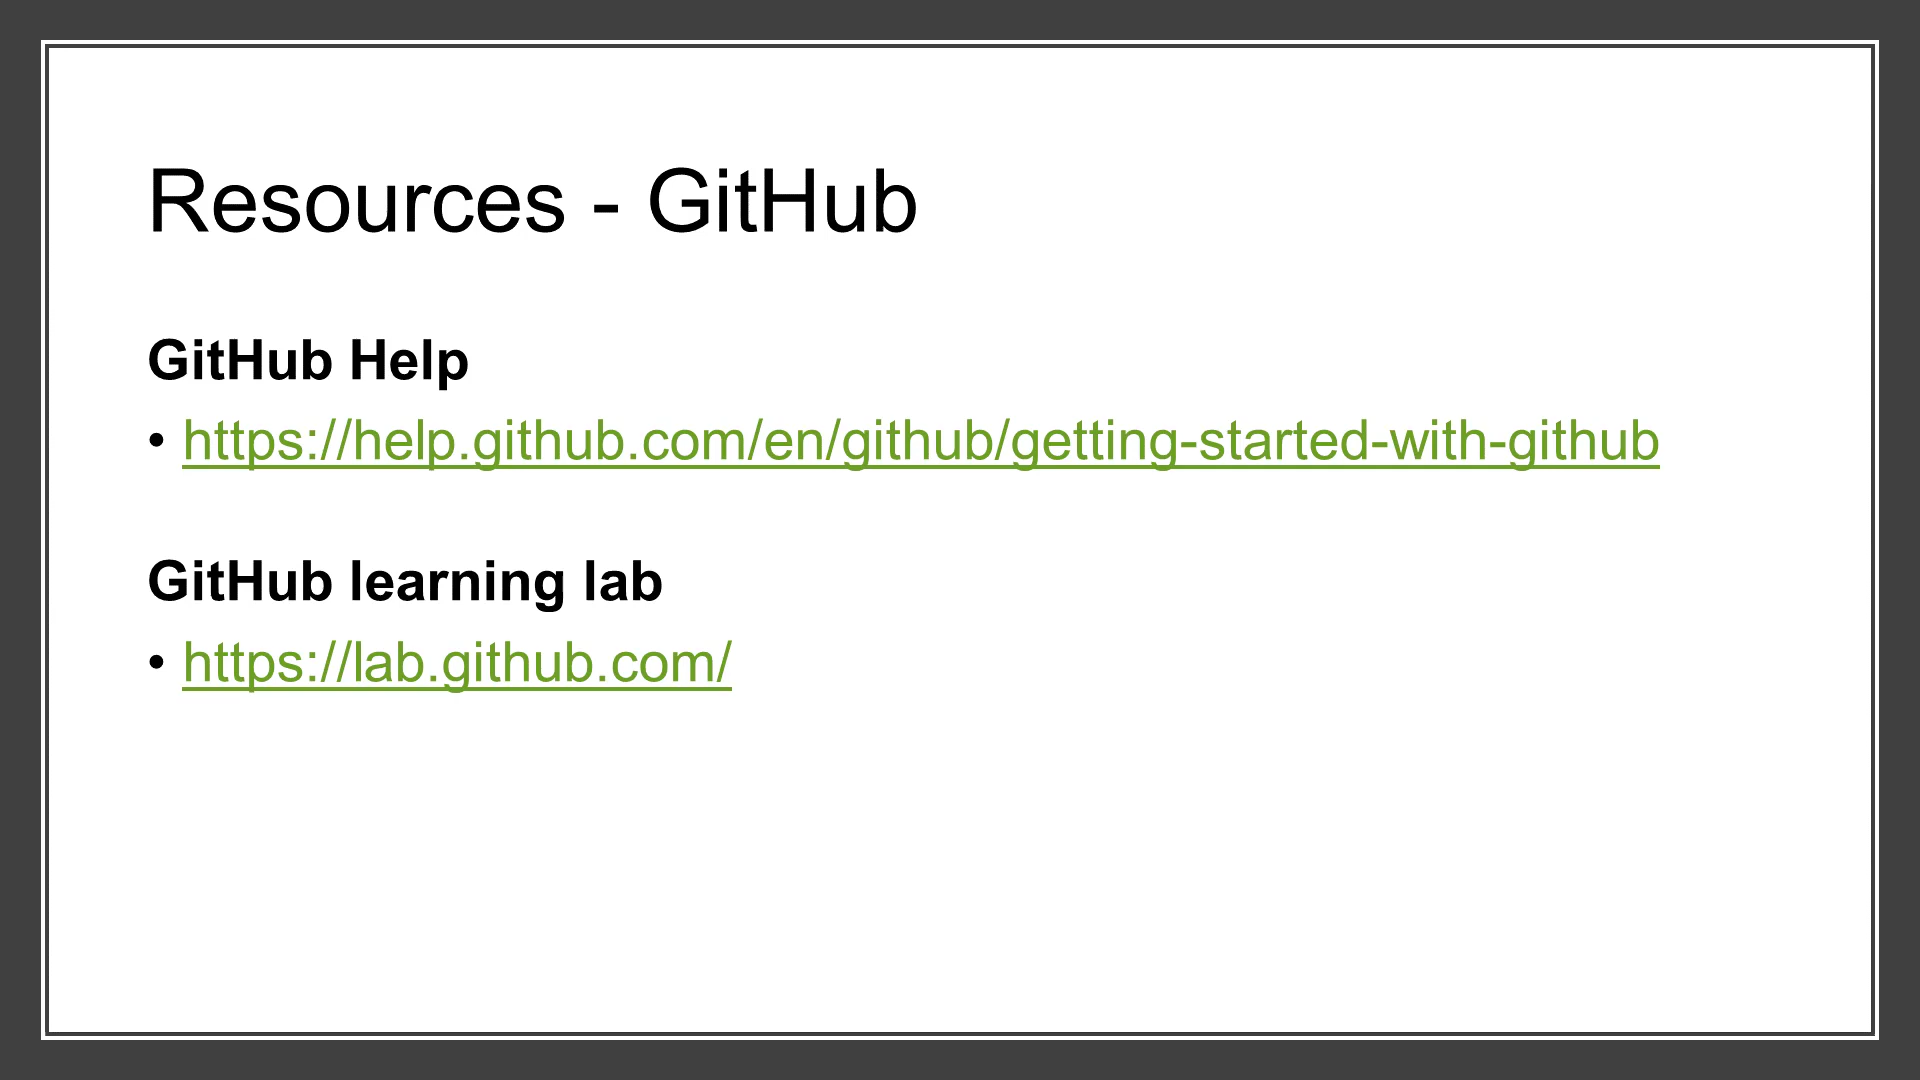 Resources - GitHub
GitHub Help
• https://help.github.com/en/github/getting-started-with-github
GitHub learning lab
• https://lab.github.com/